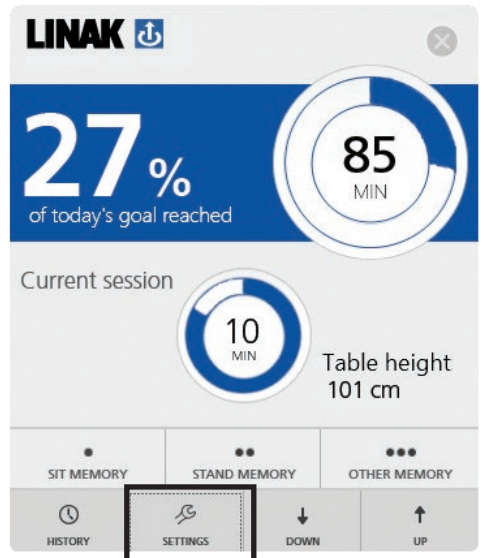 LINAK
27 %
of today's goal reached
85
MIN
Current session
10
MIN
Table height
101 cm
SIT MEMORY
STAND MEMORY
OTHER MEMORY
HISTORY
SETTINGS
DOWN
UP